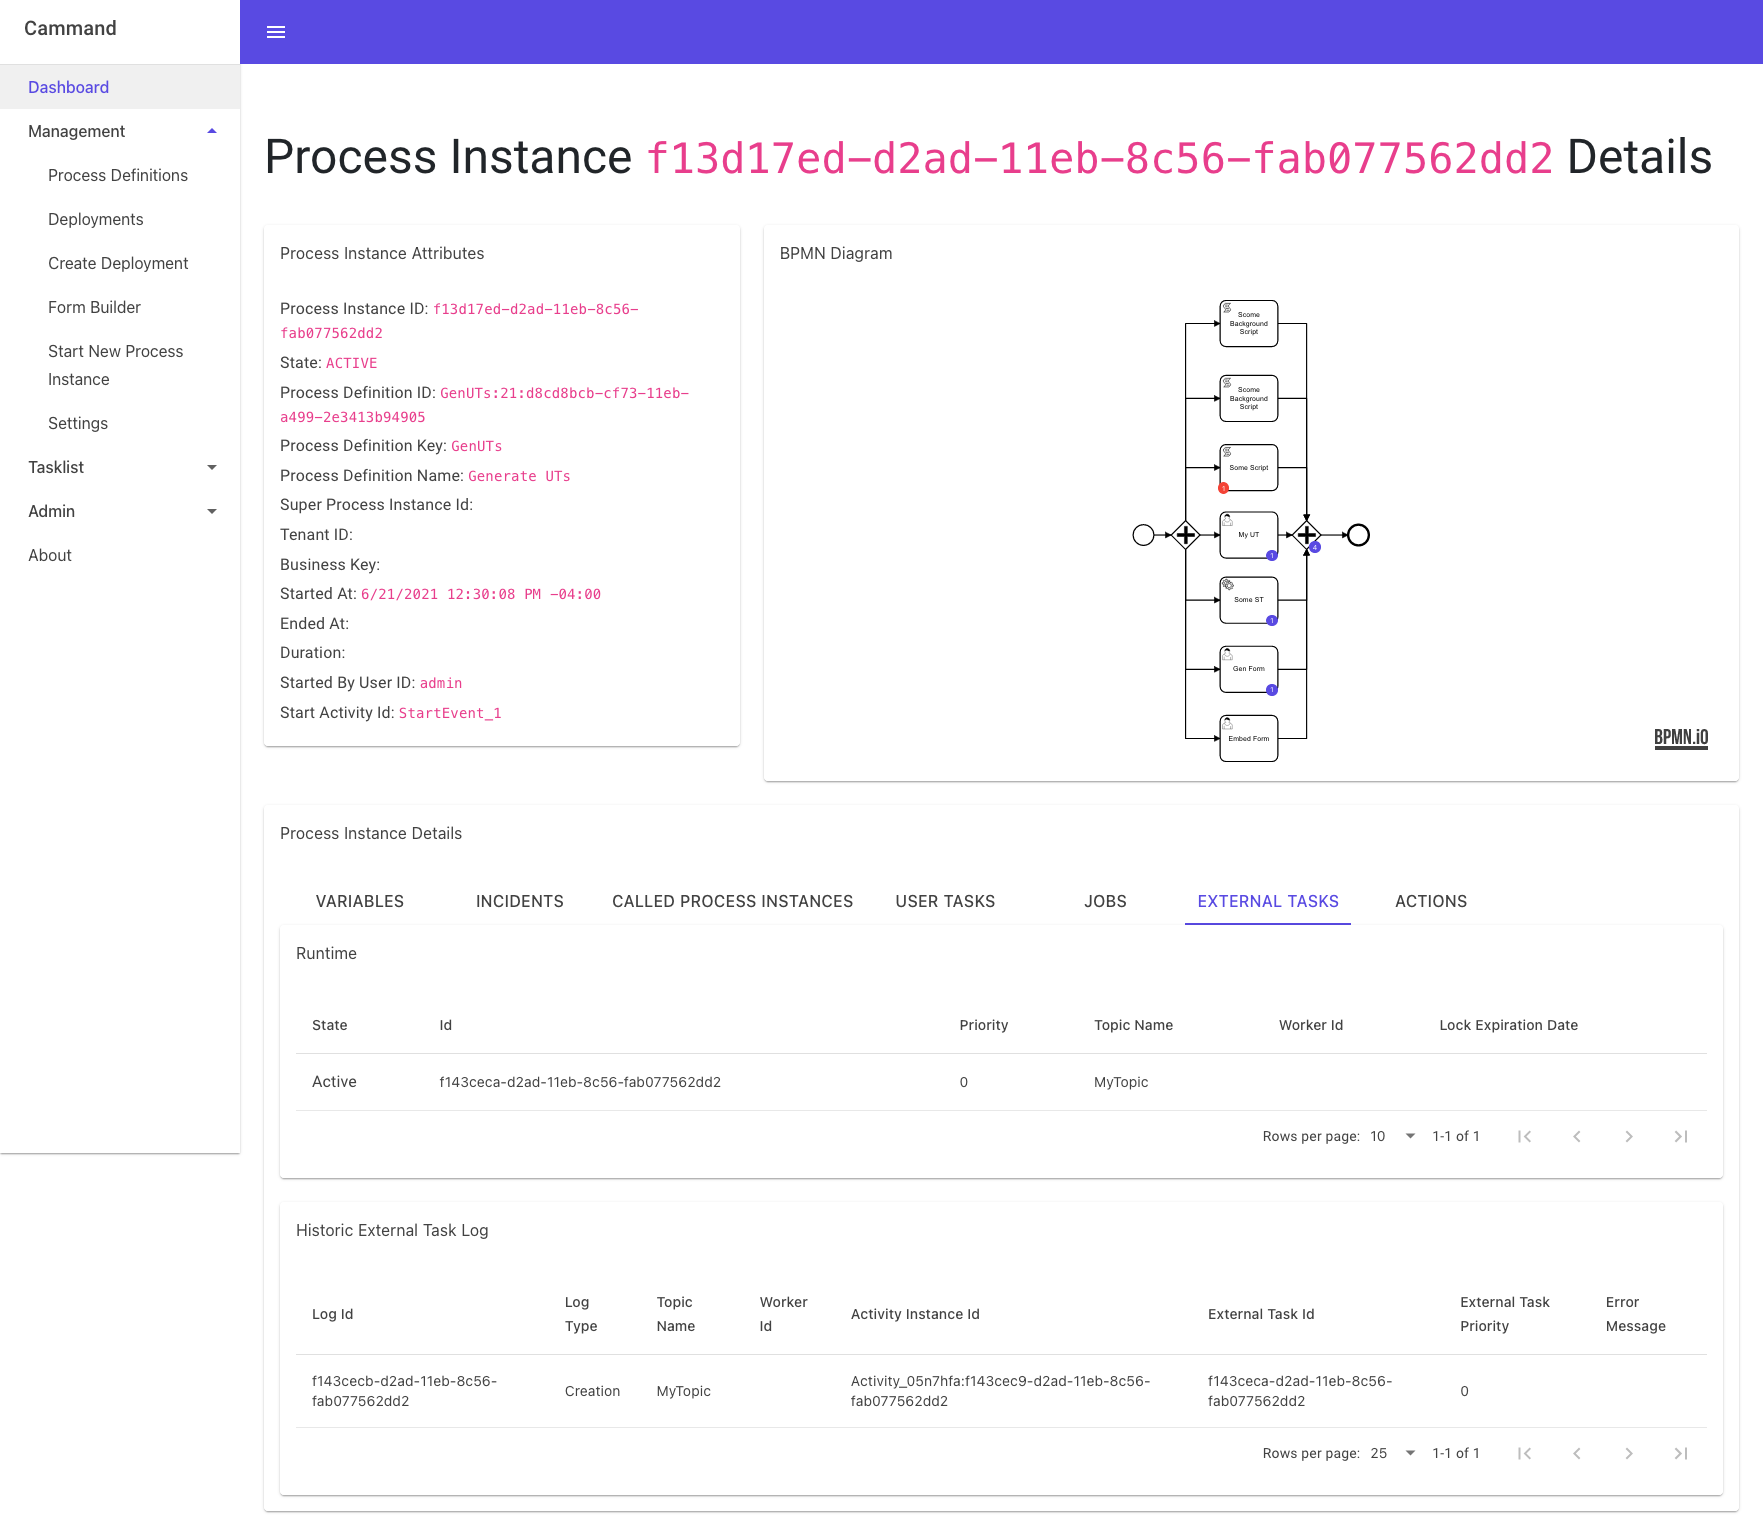 Cammand
Dashboard
Management
Process Definitions
Deployments
Create Deployment
Form Builder
Start New Process
Instance
Settings
Tasklist
Admin
About
Process Instance f13d17ed-d2ad-11eb-8c56-fab077562dd2 Details
Process Instance Attributes
Process Instance ID: f13d17ed-d2ad-11eb-8c56-
fab077562dd2
State: ACTIVE
Process Definition ID: GenUTs:21:d8cd8bcb-cf73-11eb-
a499-2e3413b94905
Process Definition Key: GenUTs
Process Definition Name: Generate UTs
Super Process Instance Id:
Tenant ID:
Business Key:
Started At: 6/21/2021 12:30:08 PM -04:00
Ended At:
Duration:
Started By User ID: admin
Start Activity Id: StartEvent_1
BPMN Diagram
Scome
Background
Script
Scome
Background
Script
Some Script
1
My UT
1
4
Some ST
1
Gen Form
1
Embed Form
BPMN.iO
Process Instance Details
VARIABLES INCIDENTS CALLED PROCESS INSTANCES USER TASKS JOBS EXTERNAL TASKS ACTIONS
Runtime
State Id Priority Topic Name Worker Id Lock Expiration Date
Active f143ceca-d2ad-11eb-8c56-fab077562dd2 0 MyTopic
Rows per page: 10 1-1 of 1
Historic External Task Log
Log Id
Log
Type
Topic
Name
Worker
Id
Activity Instance Id
External Task Id
External Task
Priority
Error
Message
f143cecb-d2ad-11eb-8c56-
fab077562dd2
Creation
MyTopic
Activity_05n7hfa:f143cec9-d2ad-11eb-8c56-
fab077562dd2
f143ceca-d2ad-11eb-8c56-
fab077562dd2
0
Rows per page: 25 1-1 of 1